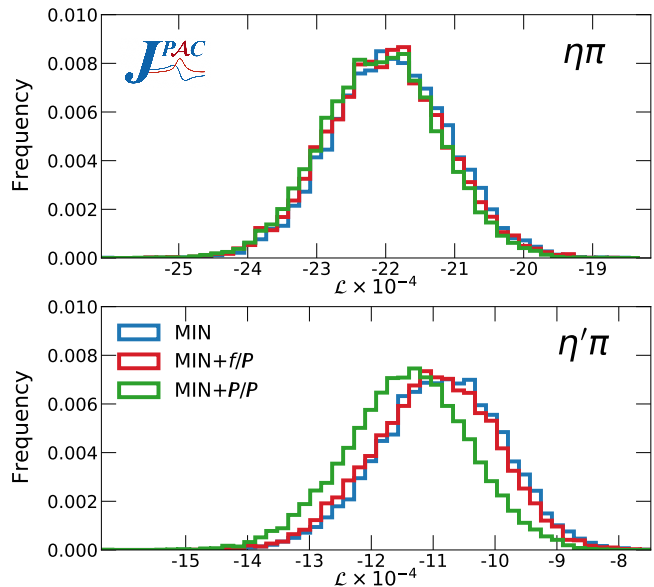 JPAC
ηπ
Frequency
0.010
0.008
0.006
0.004
0.002
0.000
-25 -24 -23 -22 -21 -20 -19
ℒ × 10⁻⁴
η′π
MIN
MIN+f/P
MIN+P/P
Frequency
0.010
0.008
0.006
0.004
0.002
0.000
-15 -14 -13 -12 -11 -10 -9 -8
ℒ × 10⁻⁴